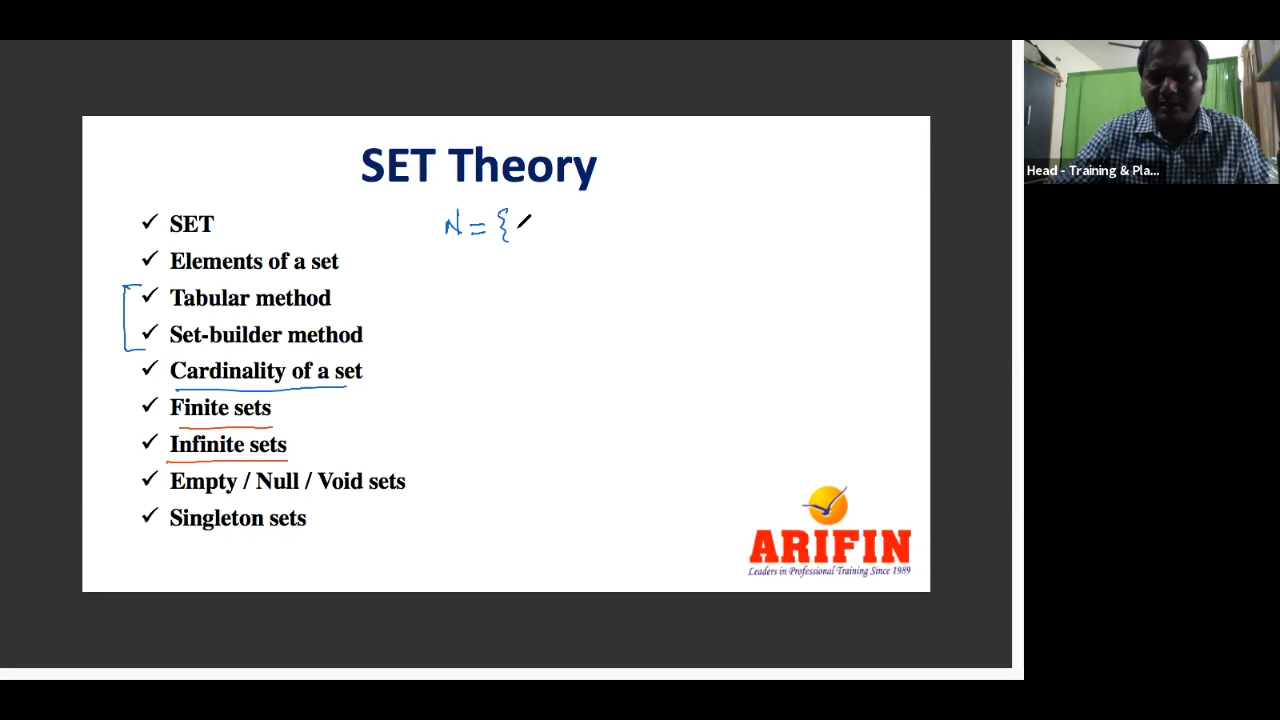 SET Theory
✓ SET
N = {
✓ Elements of a set
✓ Tabular method
✓ Set-builder method
✓ Cardinality of a set
✓ Finite sets
✓ Infinite sets
✓ Empty / Null / Void sets
✓ Singleton sets
ARIFIN
Leaders in Professional Training Since 1989
Head - Training & Pla...